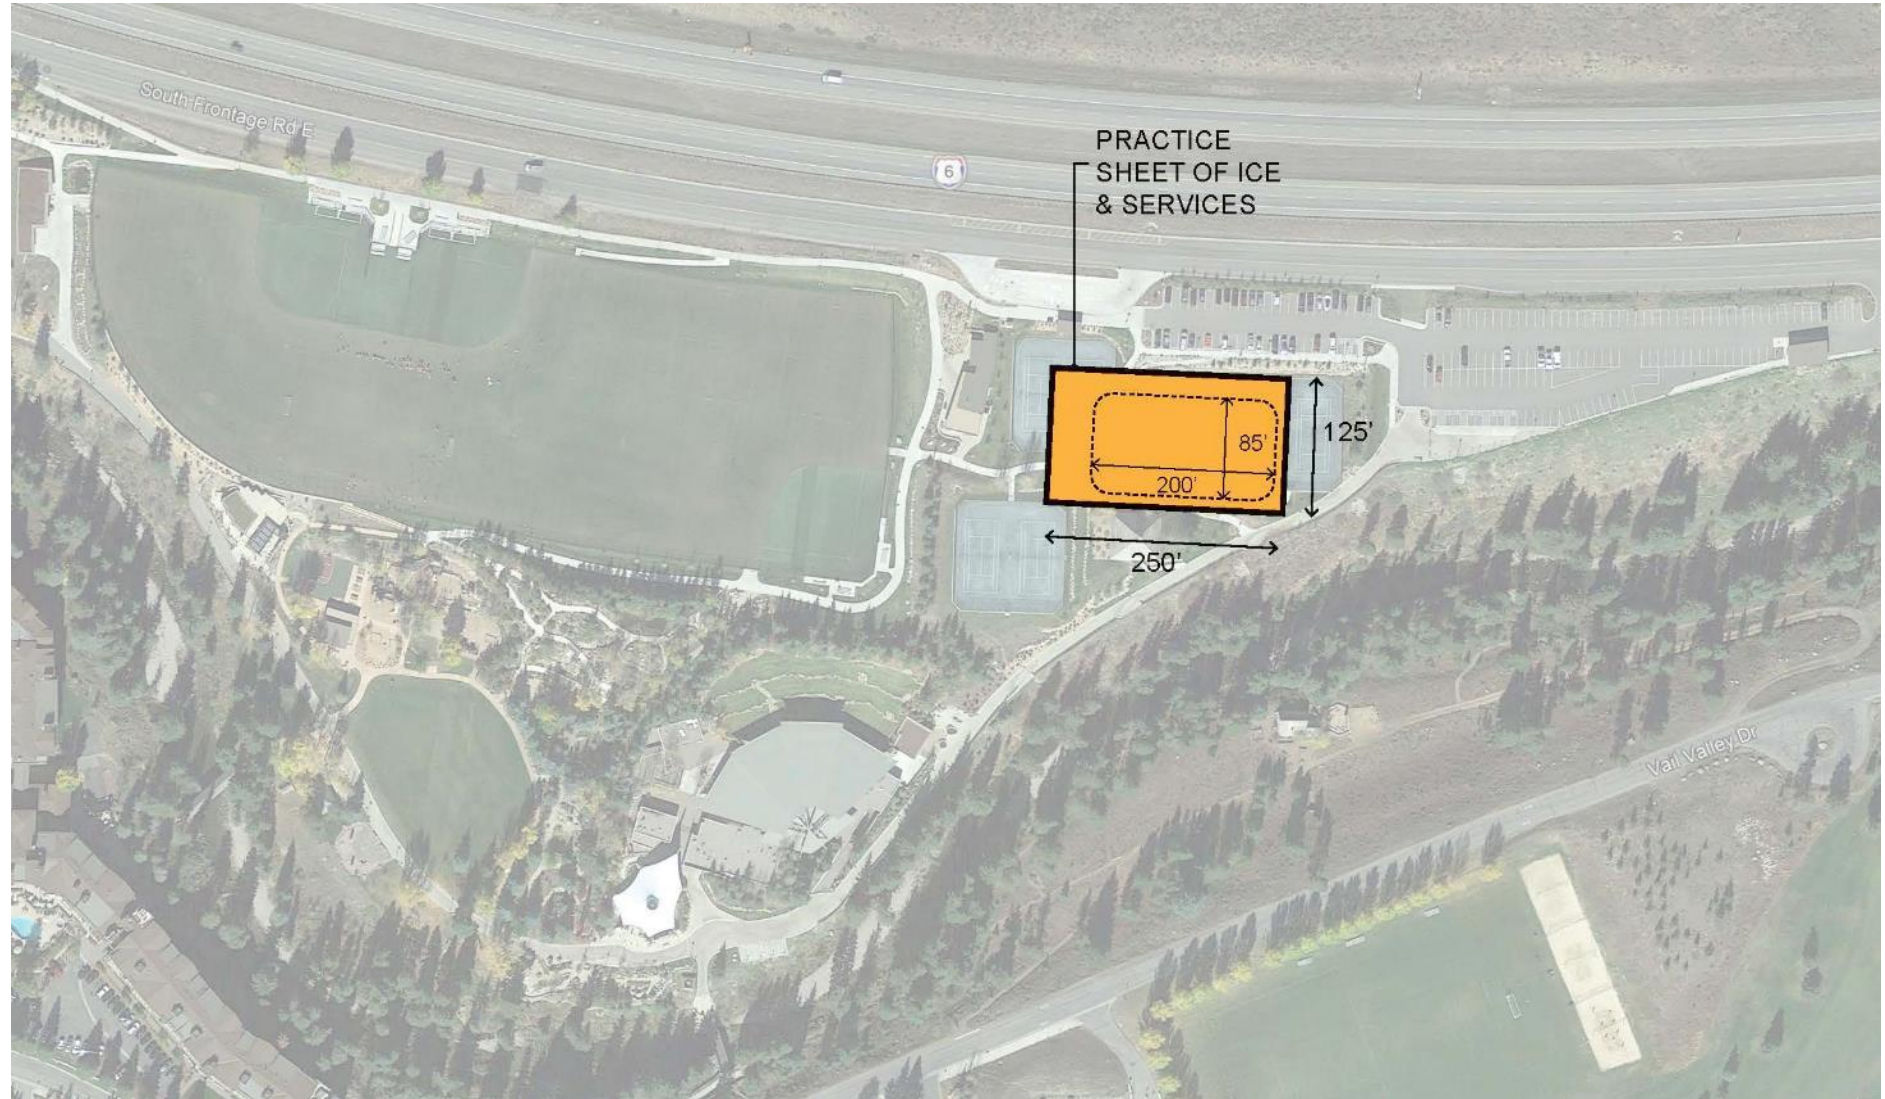 South Frontage Rd E
6
PRACTICE
SHEET OF ICE
& SERVICES
85'
125'
200'
250'
Vail Valley Dr